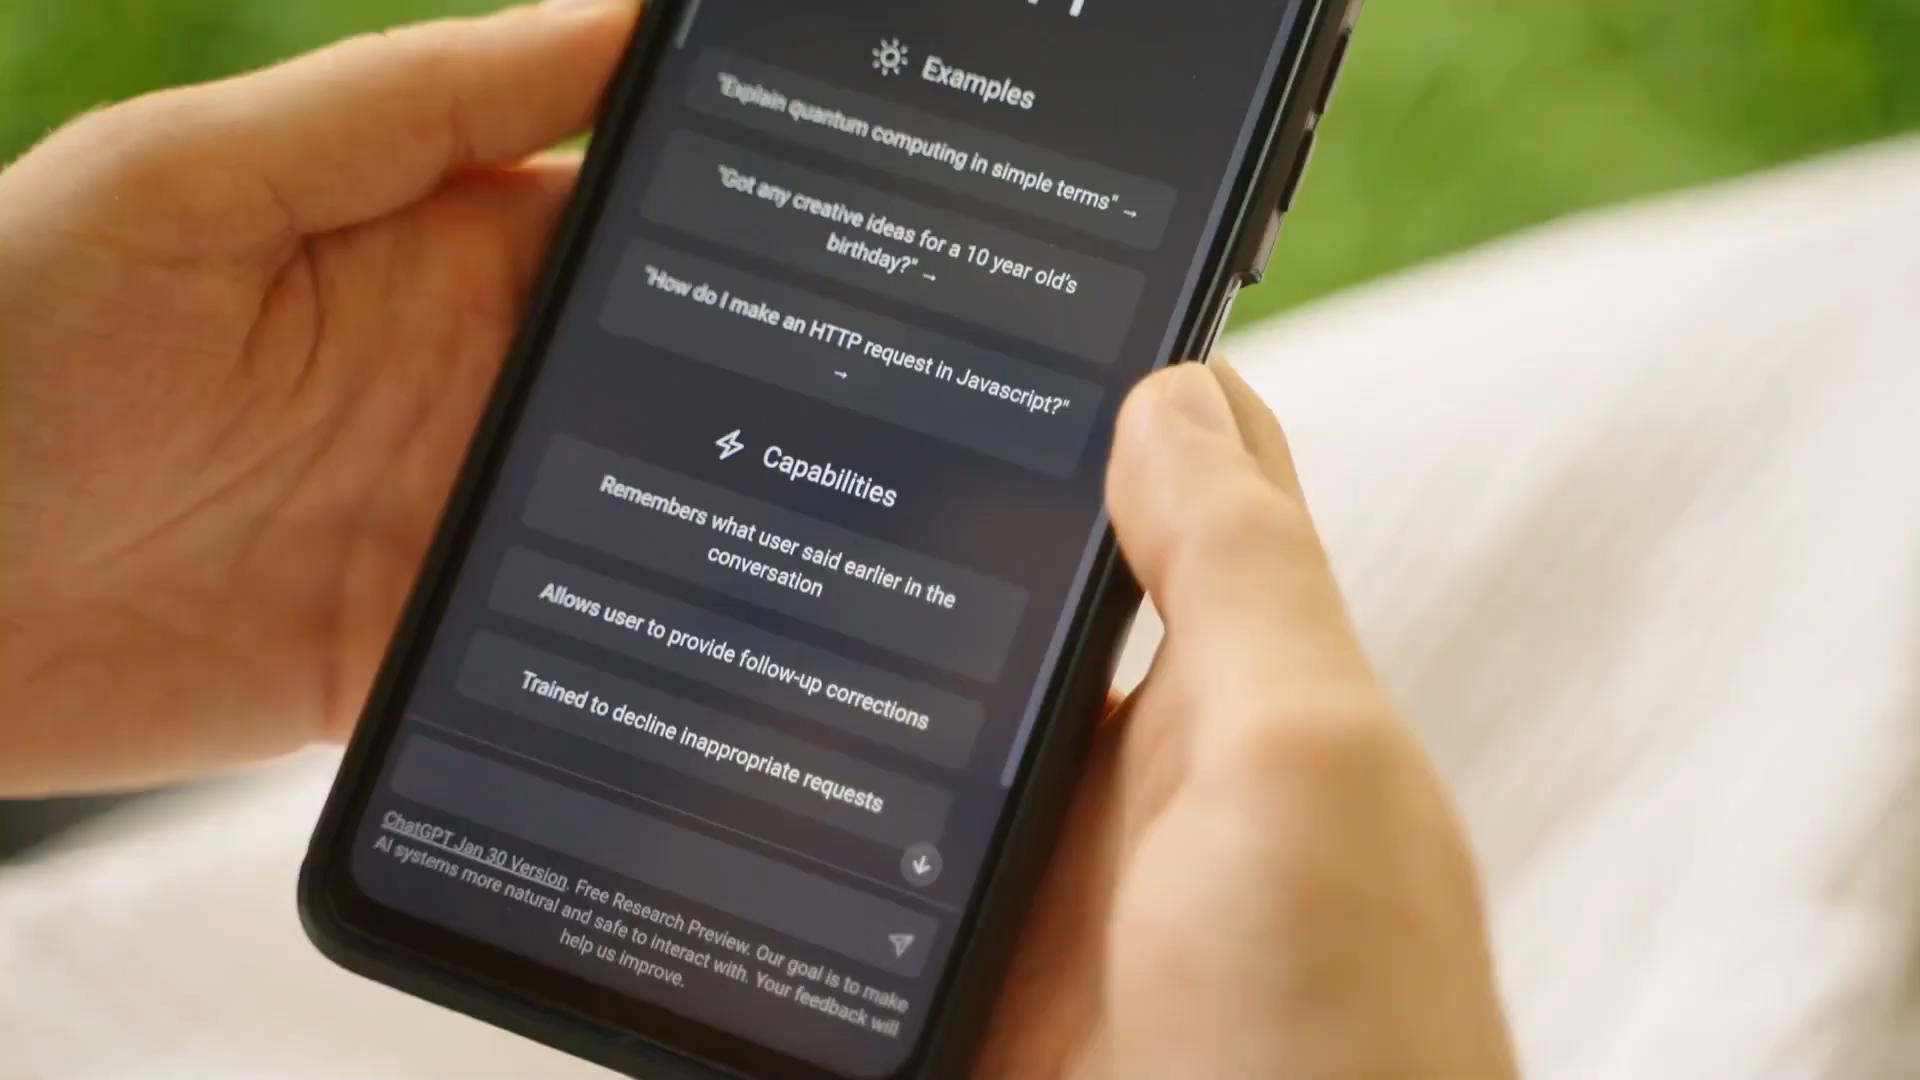 Examples
"Explain quantum computing in simple terms" →
"Got any creative ideas for a 10 year old's
birthday?" →
"How do I make an HTTP request in Javascript?"
→
Capabilities
Remembers what user said earlier in the
conversation
Allows user to provide follow-up corrections
Trained to decline inappropriate requests
ChatGPT Jan 30 Version. Free Research Preview. Our goal is to make
AI systems more natural and safe to interact with. Your feedback will
help us improve.